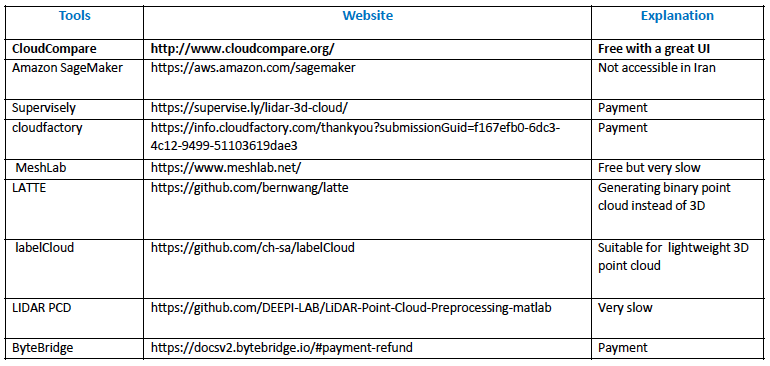 Tools Website Explanation
CloudCompare http://www.cloudcompare.org/ Free with a great UI
Amazon SageMaker https://aws.amazon.com/sagemaker Not accessible in Iran
Supervisely https://supervise.ly/lidar-3d-cloud/ Payment
cloudfactory https://info.cloudfactory.com/thankyou?submissionGuid=f167efb0-6dc3- Payment
4c12-9499-51103619dae3
MeshLab https://www.meshlab.net/ Free but very slow
LATTE https://github.com/bernwang/latte Generating binary point
cloud instead of 3D
labelCloud https://github.com/ch-sa/labelCloud Suitable for lightweight 3D
point cloud
LIDAR PCD https://github.com/DEEPI-LAB/LiDAR-Point-Cloud-Preprocessing-matlab Very slow
ByteBridge https://docsv2.bytebridge.io/#payment-refund Payment